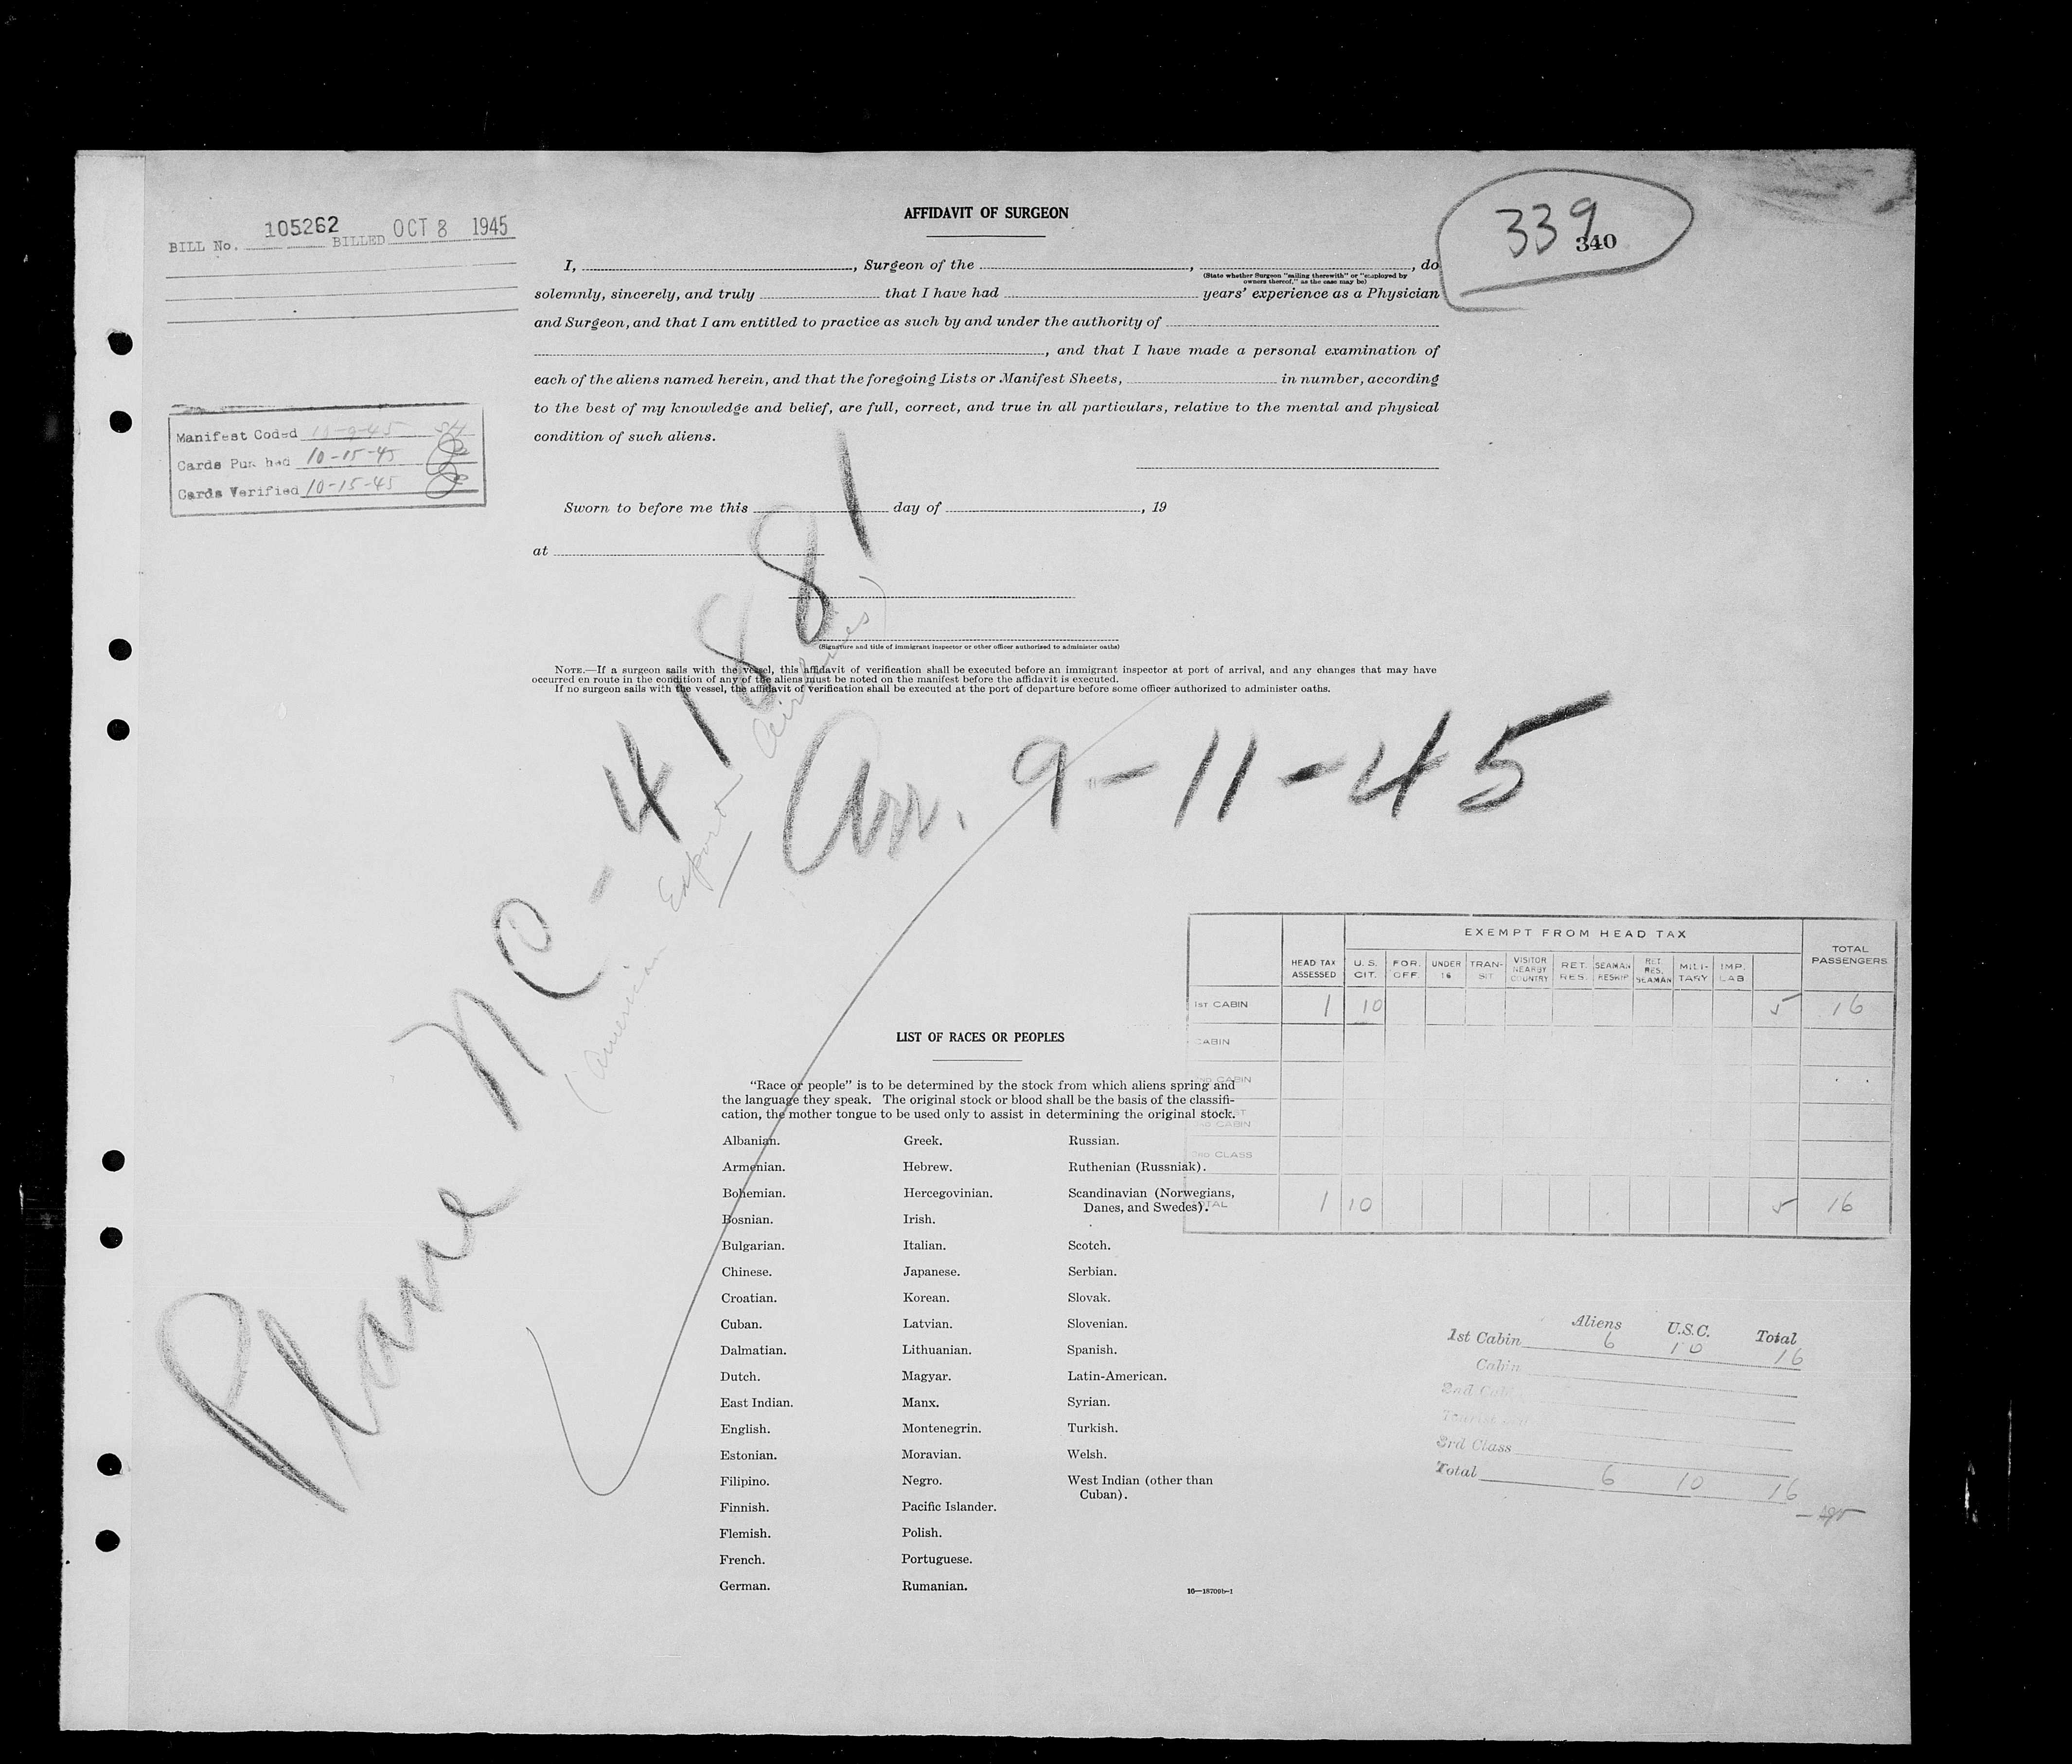 BILL No. 105262 BILLED OCT 8 1945
AFFIDAVIT OF SURGEON
339
340
I, , Surgeon of the , , do
(State whether Surgeon "sailing therewith" or "employed by
owners thereof," as the case may be)
solemnly, sincerely, and truly that I have had years' experience as a Physician
and Surgeon, and that I am entitled to practice as such by and under the authority of
, and that I have made a personal examination of
each of the aliens named herein, and that the foregoing Lists or Manifest Sheets, in number, according
to the best of my knowledge and belief, are full, correct, and true in all particulars, relative to the mental and physical
condition of such aliens.
Manifest Coded
Cards Pun hed 10-15-45
Cards Verified 10-15-45
Sworn to before me this day of , 19
at
(Signature and title of immigrant inspector or other officer authorized to administer oaths)
NOTE.—If a surgeon sails with the vessel, this affidavit of verification shall be executed before an immigrant inspector at port of arrival, and any changes that may have
occurred en route in the condition of any of the aliens must be noted on the manifest before the affidavit is executed.
If no surgeon sails with the vessel, the affidavit of verification shall be executed at the port of departure before some officer authorized to administer oaths.
Plane NC-41881
(American Export Airlines)
Arr. 9-11-45
EXEMPT FROM HEAD TAX
HEAD TAX ASSESSED U.S. CIT. FOR. OFF UNDER 16 TRAN- SIT VISITOR NEARBY COUNTRY RET. RES. SEAMAN RESHIP RET. RES. SEAMAN MILI- TARY IMP. LAB TOTAL PASSENGERS
1ST CABIN 1 10 5 16
CABIN
2ND CABIN
3RD CABIN
3RD CLASS
TOTAL 1 10 5 16
LIST OF RACES OR PEOPLES
"Race or people" is to be determined by the stock from which aliens spring and
the language they speak. The original stock or blood shall be the basis of the classifi-
cation, the mother tongue to be used only to assist in determining the original stock.
Albanian. Greek. Russian.
Armenian. Hebrew. Ruthenian (Russniak).
Bohemian. Hercegovinian. Scandinavian (Norwegians,
Danes, and Swedes).
Bosnian. Irish.
Bulgarian. Italian. Scotch.
Chinese. Japanese. Serbian.
Croatian. Korean. Slovak.
Cuban. Latvian. Slovenian.
Dalmatian. Lithuanian. Spanish.
Dutch. Magyar. Latin-American.
East Indian. Manx. Syrian.
English. Montenegrin. Turkish.
Estonian. Moravian. Welsh.
Filipino. Negro. West Indian (other than
Cuban).
Finnish. Pacific Islander.
Flemish. Polish.
French. Portuguese.
German. Rumanian.
16—18709b-1
Aliens U.S.C. Total
1st Cabin 6 10 16
Cabin
2nd Cab
Tourist
3rd Class
Total 6 10 16